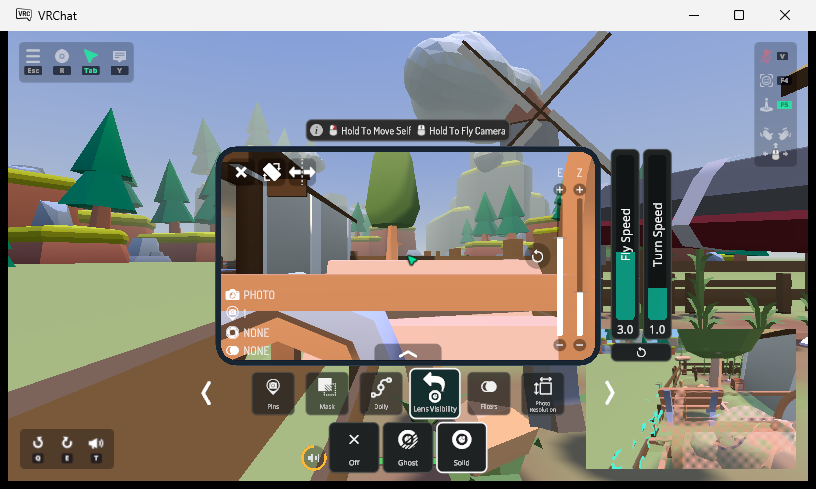 VRC VRChat
Esc R Tab Y
V
F4
F5
i Hold To Move Self Hold To Fly Camera
E Z
PHOTO
NONE
NONE
Fly Speed
Turn Speed
3.0 1.0
Pins Mask Dolly Lens Visibility Filters Photo Resolution
Q E T
Off Ghost Solid